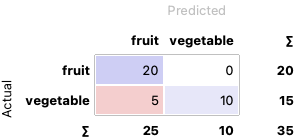 Predicted
fruit vegetable Σ
Actual
fruit 20 0 20
vegetable 5 10 15
Σ 25 10 35